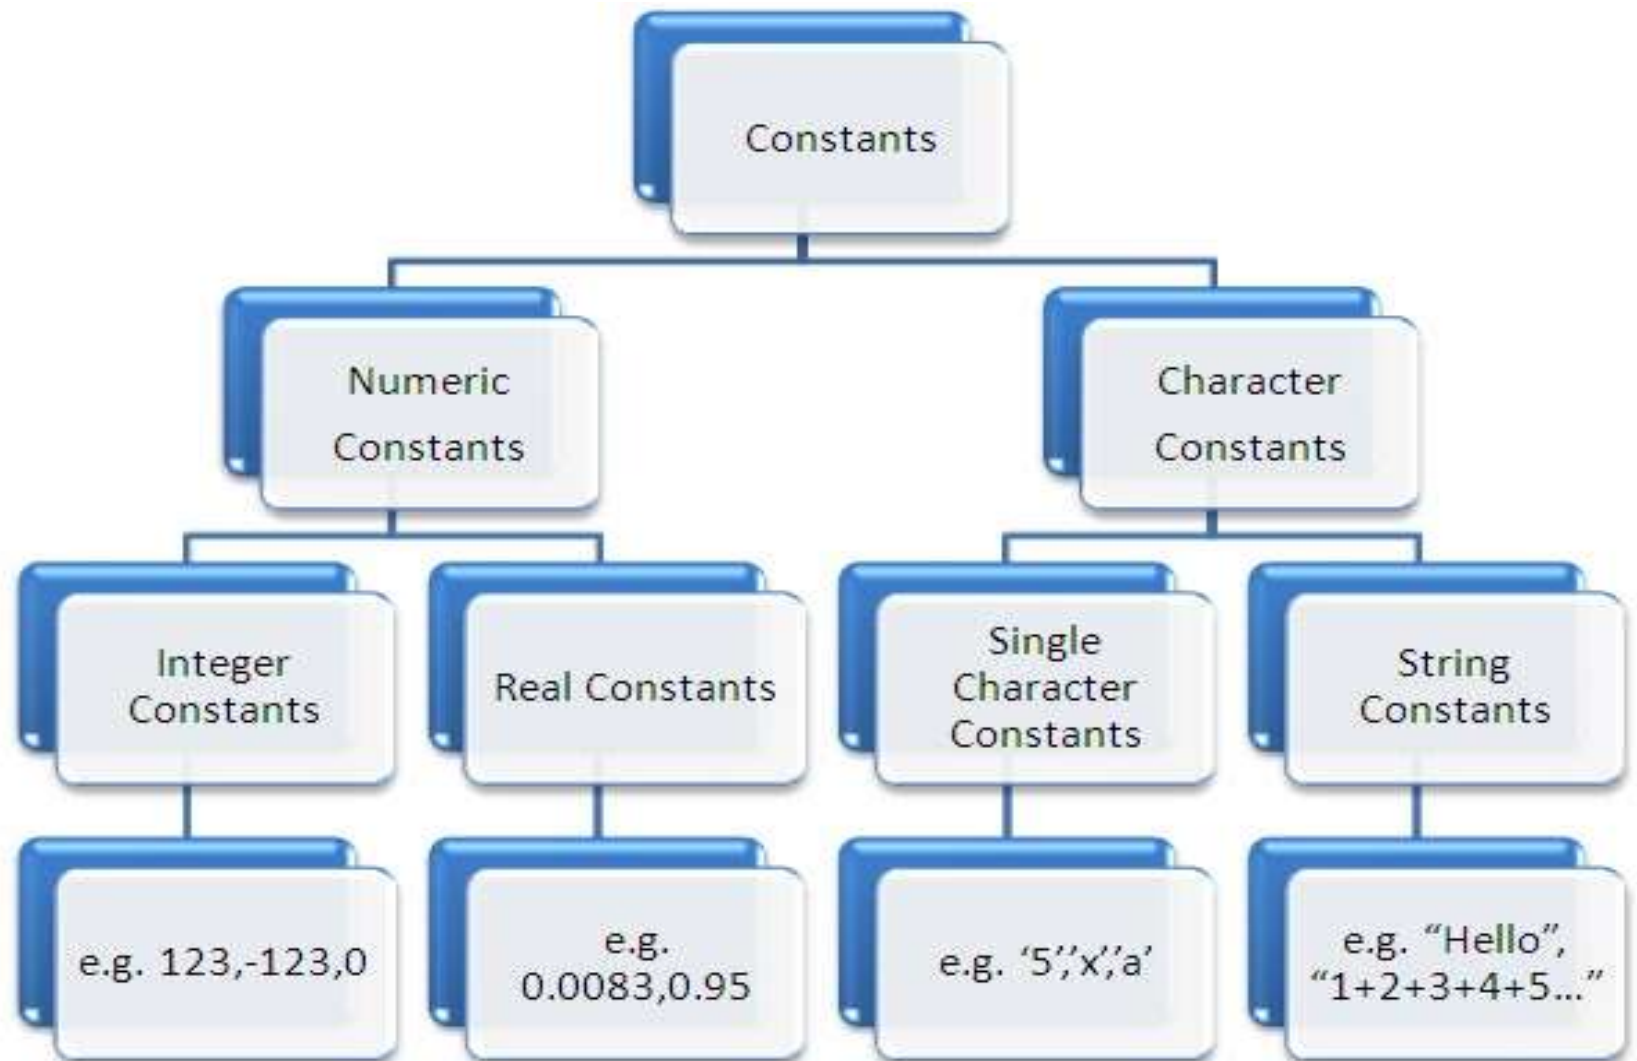 Constants
Numeric
Constants
Character
Constants
Integer
Constants
Real Constants
Single
Character
Constants
String
Constants
e.g. 123,-123,0
e.g.
0.0083,0.95
e.g. ‘5’,’x’,’a’
e.g. “Hello”,
“1+2+3+4+5...”